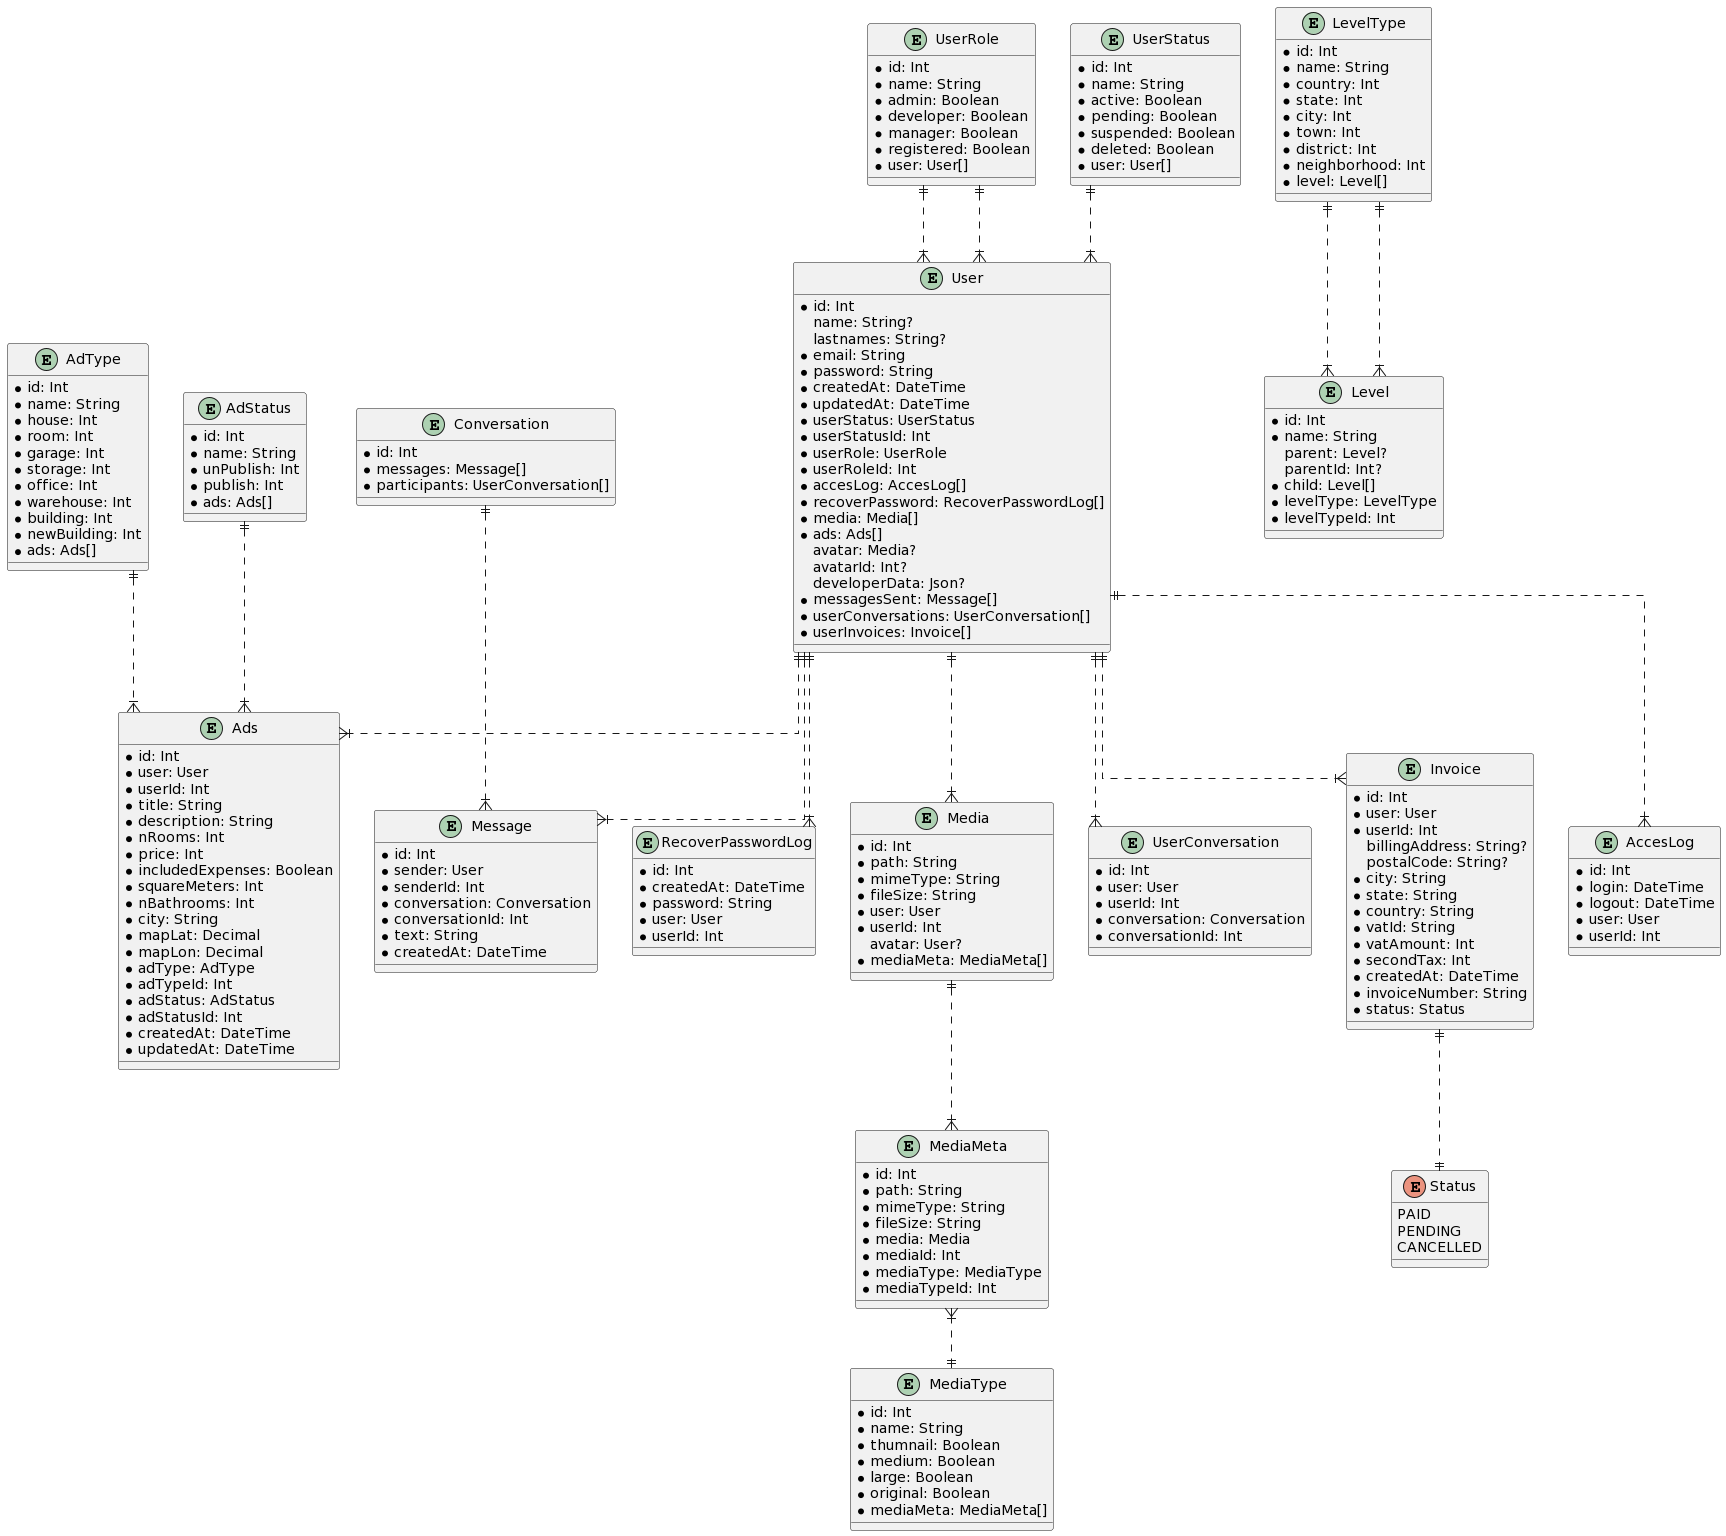 E UserRole
id: Int
name: String
admin: Boolean
developer: Boolean
manager: Boolean
registered: Boolean
user: User[]
E UserStatus
id: Int
name: String
active: Boolean
pending: Boolean
suspended: Boolean
deleted: Boolean
user: User[]
E LevelType
id: Int
name: String
country: Int
state: Int
city: Int
town: Int
district: Int
neighborhood: Int
level: Level[]
E User
id: Int
name: String?
lastnames: String?
email: String
password: String
createdAt: DateTime
updatedAt: DateTime
userStatus: UserStatus
userStatusId: Int
userRole: UserRole
userRoleId: Int
accesLog: AccesLog[]
recoverPassword: RecoverPasswordLog[]
media: Media[]
ads: Ads[]
avatar: Media?
avatarId: Int?
developerData: Json?
messagesSent: Message[]
userConversations: UserConversation[]
userInvoices: Invoice[]
E AdType
id: Int
name: String
house: Int
room: Int
garage: Int
storage: Int
office: Int
warehouse: Int
building: Int
newBuilding: Int
ads: Ads[]
E AdStatus
id: Int
name: String
unPublish: Int
publish: Int
ads: Ads[]
E Conversation
id: Int
messages: Message[]
participants: UserConversation[]
E Level
id: Int
name: String
parent: Level?
parentId: Int?
child: Level[]
levelType: LevelType
levelTypeId: Int
E Ads
id: Int
user: User
userId: Int
title: String
description: String
nRooms: Int
price: Int
includedExpenses: Boolean
squareMeters: Int
nBathrooms: Int
city: String
mapLat: Decimal
mapLon: Decimal
adType: AdType
adTypeId: Int
adStatus: AdStatus
adStatusId: Int
createdAt: DateTime
updatedAt: DateTime
E Message
id: Int
sender: User
senderId: Int
conversation: Conversation
conversationId: Int
text: String
createdAt: DateTime
E RecoverPasswordLog
id: Int
createdAt: DateTime
password: String
user: User
userId: Int
E Media
id: Int
path: String
mimeType: String
fileSize: String
user: User
userId: Int
avatar: User?
mediaMeta: MediaMeta[]
E UserConversation
id: Int
user: User
userId: Int
conversation: Conversation
conversationId: Int
E Invoice
id: Int
user: User
userId: Int
billingAddress: String?
postalCode: String?
city: String
state: String
country: String
vatId: String
vatAmount: Int
secondTax: Int
createdAt: DateTime
invoiceNumber: String
status: Status
E AccesLog
id: Int
login: DateTime
logout: DateTime
user: User
userId: Int
E MediaMeta
id: Int
path: String
mimeType: String
fileSize: String
media: Media
mediaId: Int
mediaType: MediaType
mediaTypeId: Int
E Status
PAID
PENDING
CANCELLED
E MediaType
id: Int
name: String
thumnail: Boolean
medium: Boolean
large: Boolean
original: Boolean
mediaMeta: MediaMeta[]